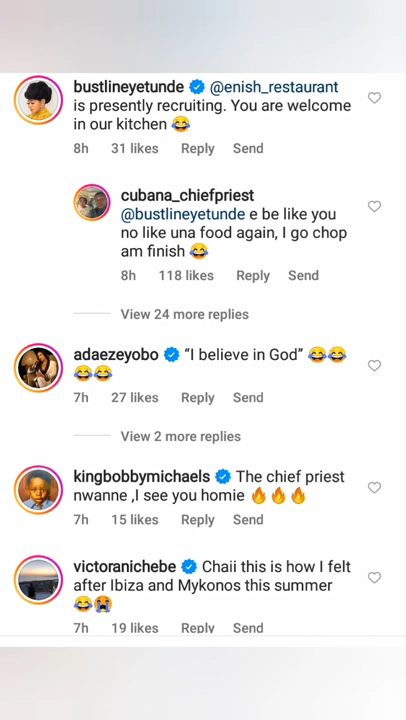 bustlineyetunde @enish_restaurant
is presently recruiting. You are welcome
in our kitchen 😂
8h 31 likes Reply Send
cubana_chiefpriest
@bustlineyetunde e be like you
no like una food again, I go chop
am finish 😂
8h 118 likes Reply Send
View 24 more replies
adaezeyobo “I believe in God” 😂😂
😂😂
7h 27 likes Reply Send
View 2 more replies
kingbobbymichaels The chief priest
nwanne ,I see you homie 🔥🔥🔥
7h 15 likes Reply Send
victoranichebe Chaii this is how I felt
after Ibiza and Mykonos this summer
😂😭
7h 19 likes Reply Send